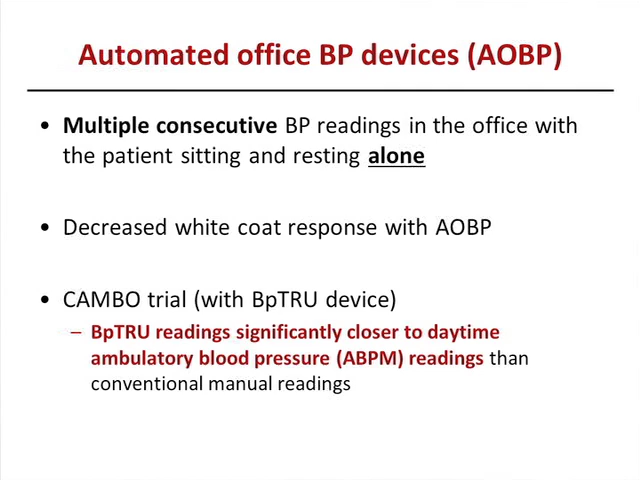 Automated office BP devices (AOBP)
• Multiple consecutive BP readings in the office with
the patient sitting and resting alone
• Decreased white coat response with AOBP
• CAMBO trial (with BpTRU device)
– BpTRU readings significantly closer to daytime
ambulatory blood pressure (ABPM) readings than
conventional manual readings